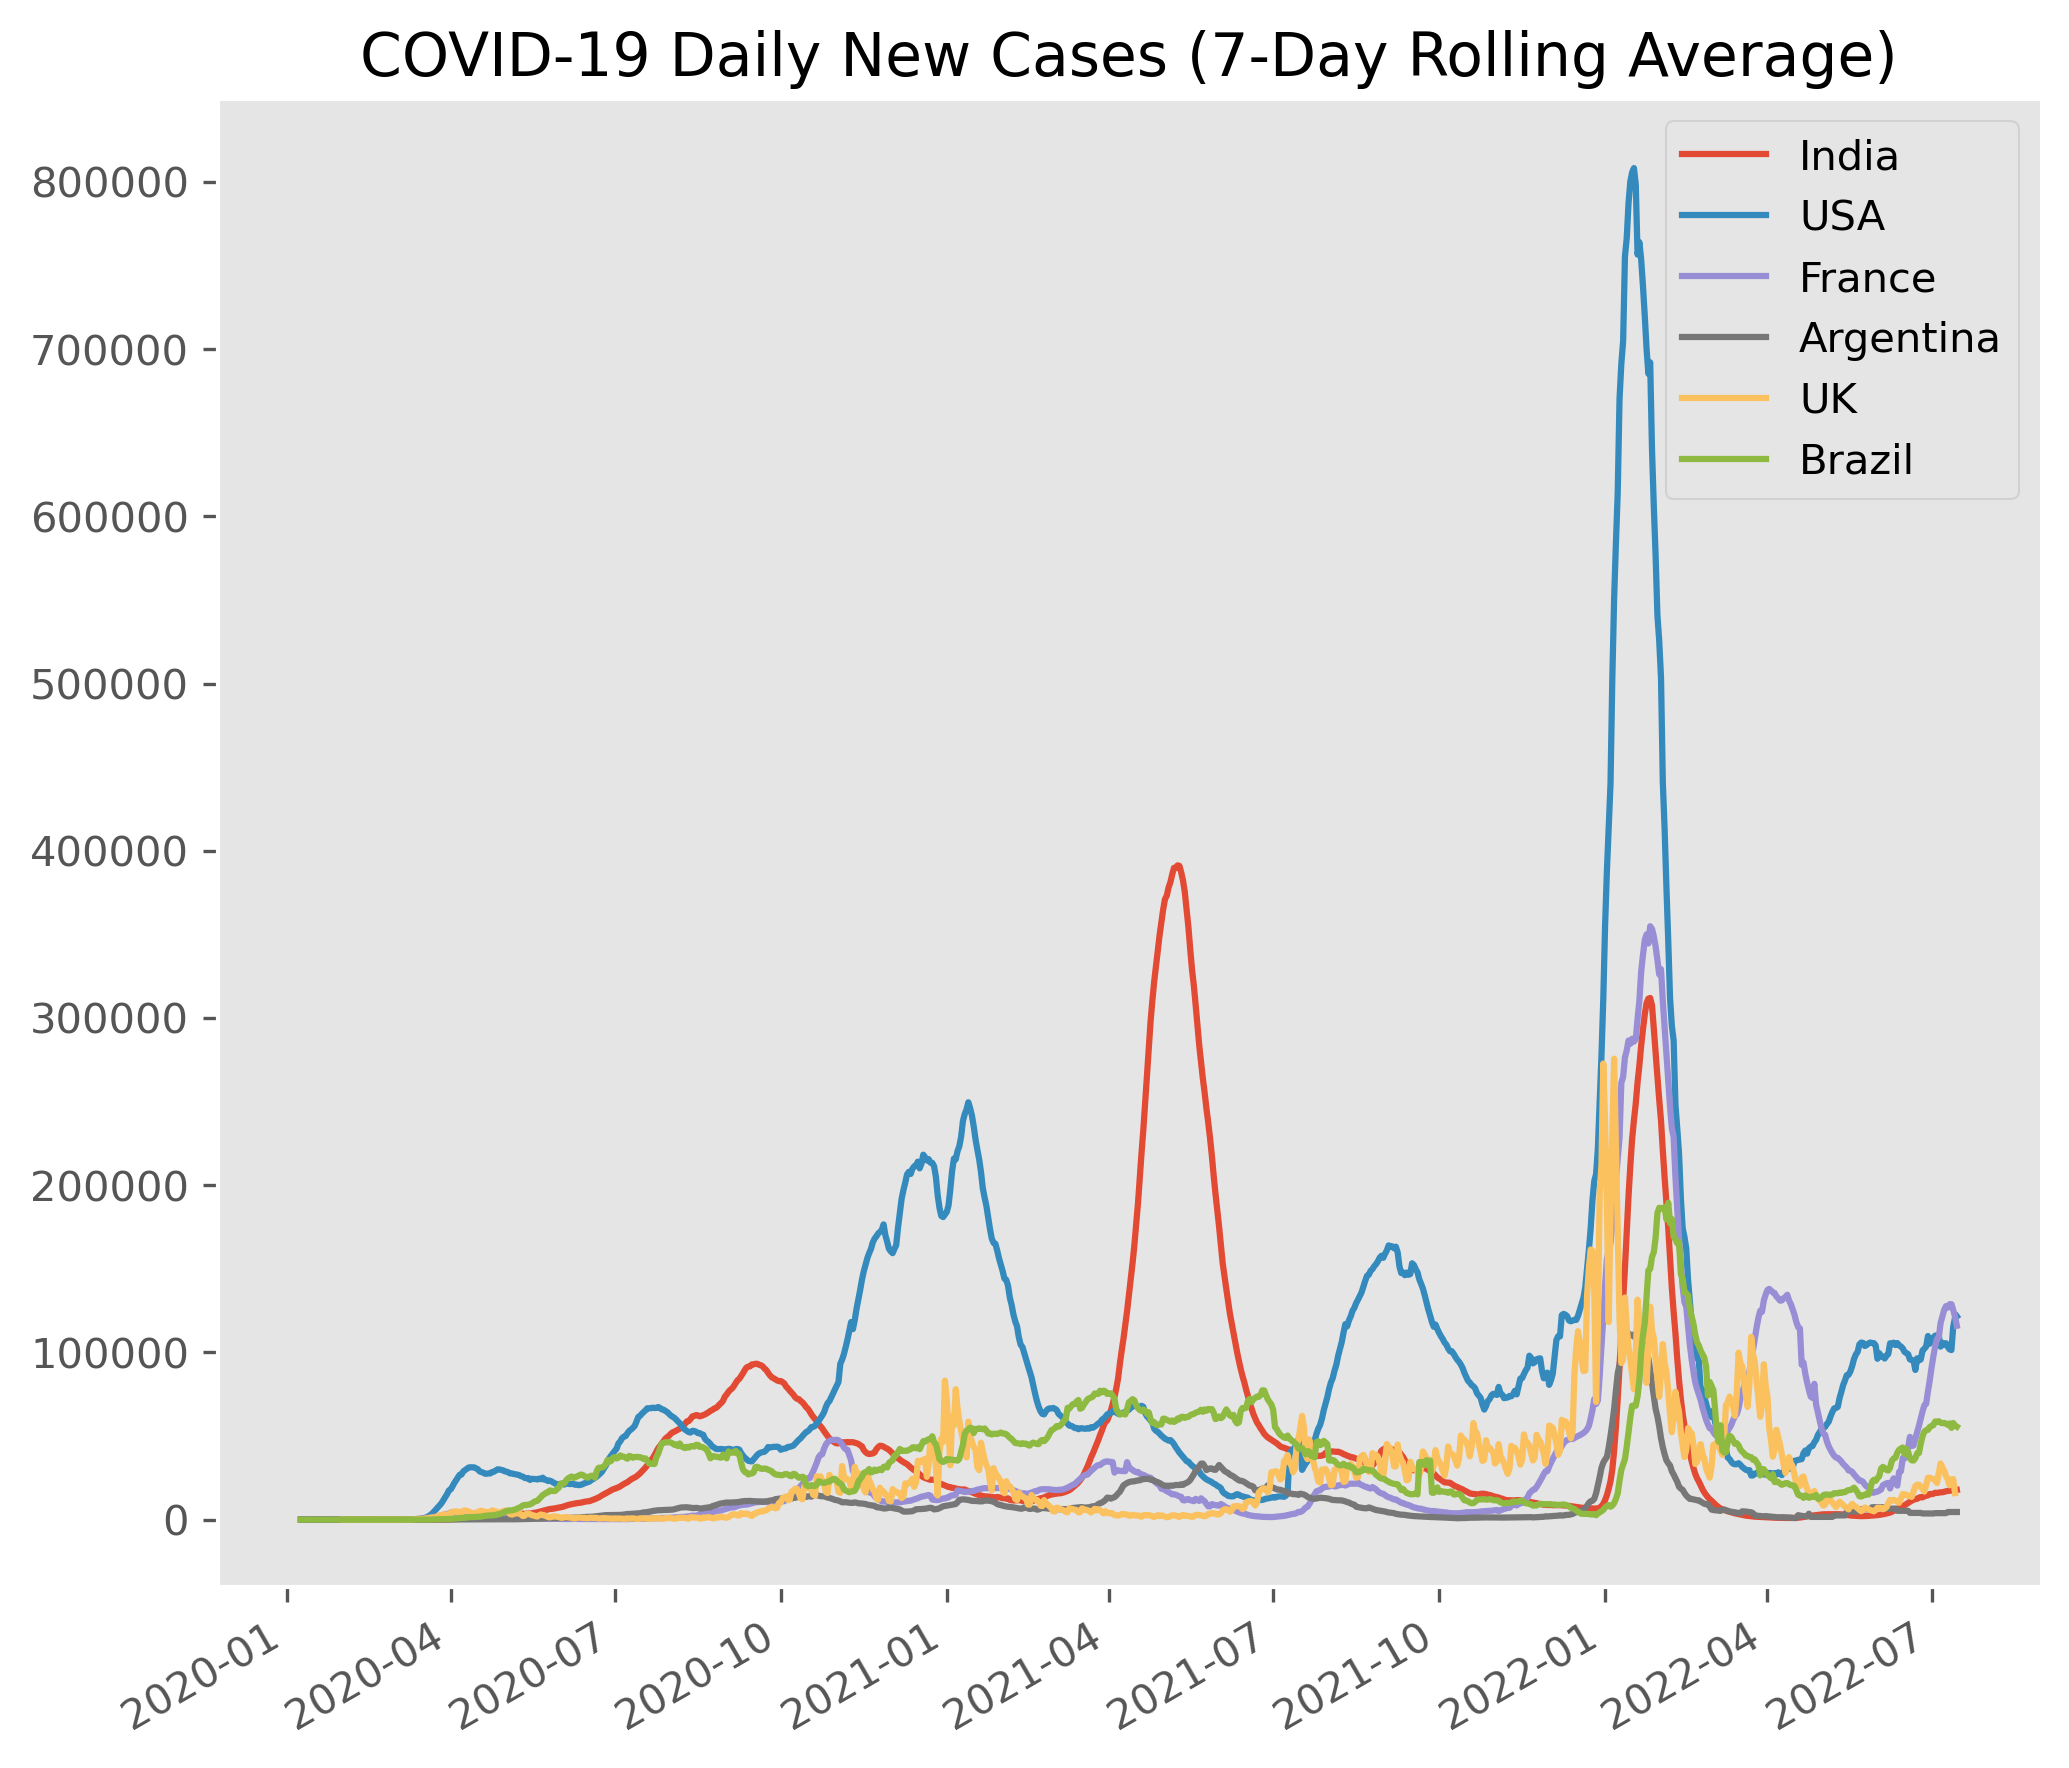 COVID-19 Daily New Cases (7-Day Rolling Average)
India
USA
France
Argentina
UK
Brazil
800000
700000
600000
500000
400000
300000
200000
100000
0
2020-01
2020-04
2020-07
2020-10
2021-01
2021-04
2021-07
2021-10
2022-01
2022-04
2022-07